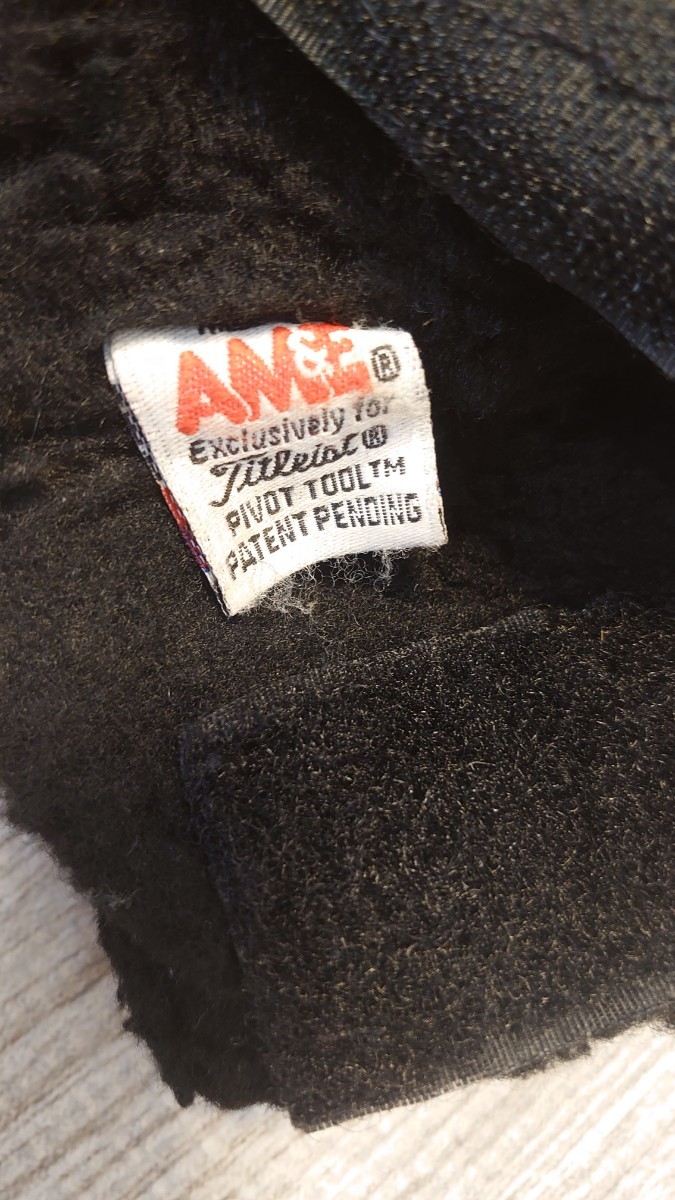 AM&E®
Exclusively for
Titleist®
PIVOT TOOL™
PATENT PENDING